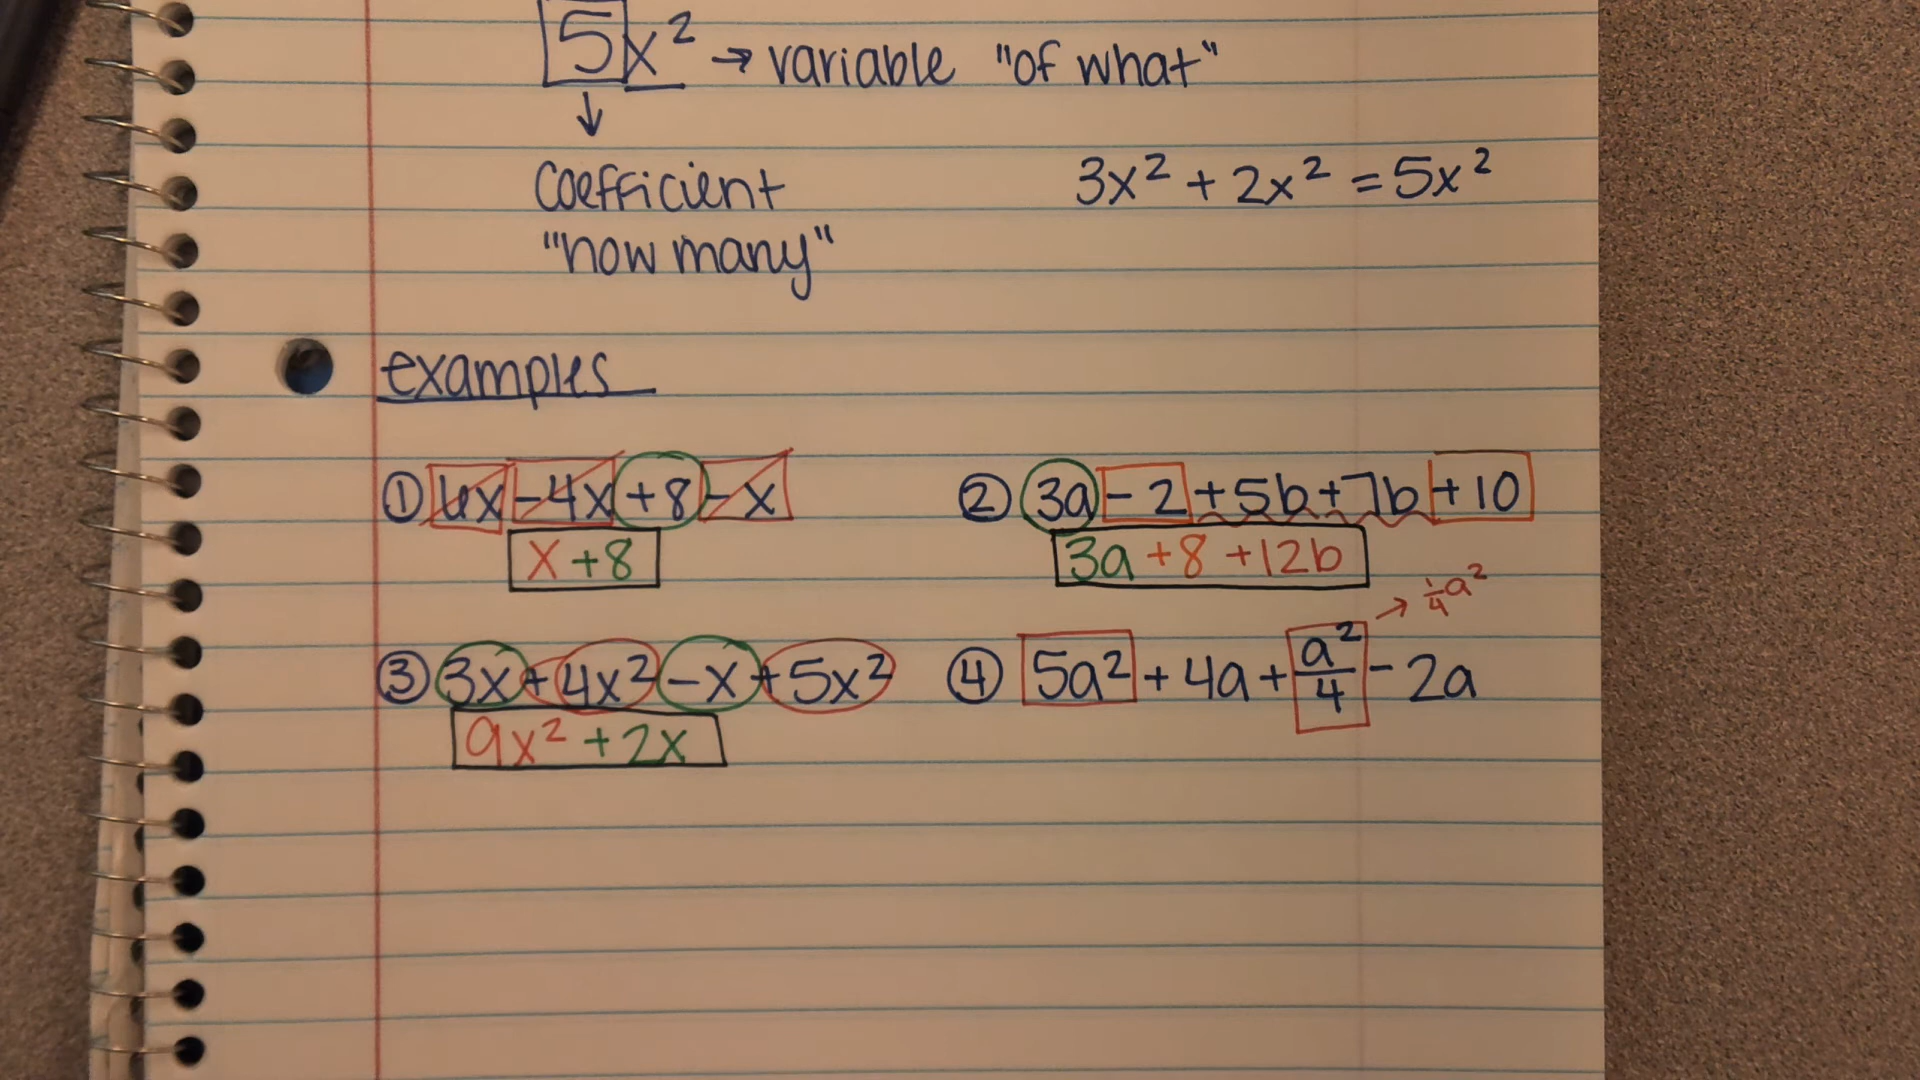 5x² → variable "of what"
↓
Coefficient
"how many"
3x² + 2x² = 5x²
examples
① 6x - 4x + 8 - x
x + 8
② 3a - 2 + 5b + 7b + 10
3a + 8 + 12b
③ 3x + 4x² - x + 5x²
9x² + 2x
④ 5a² + 4a + a²/4 - 2a
→ ¼a²